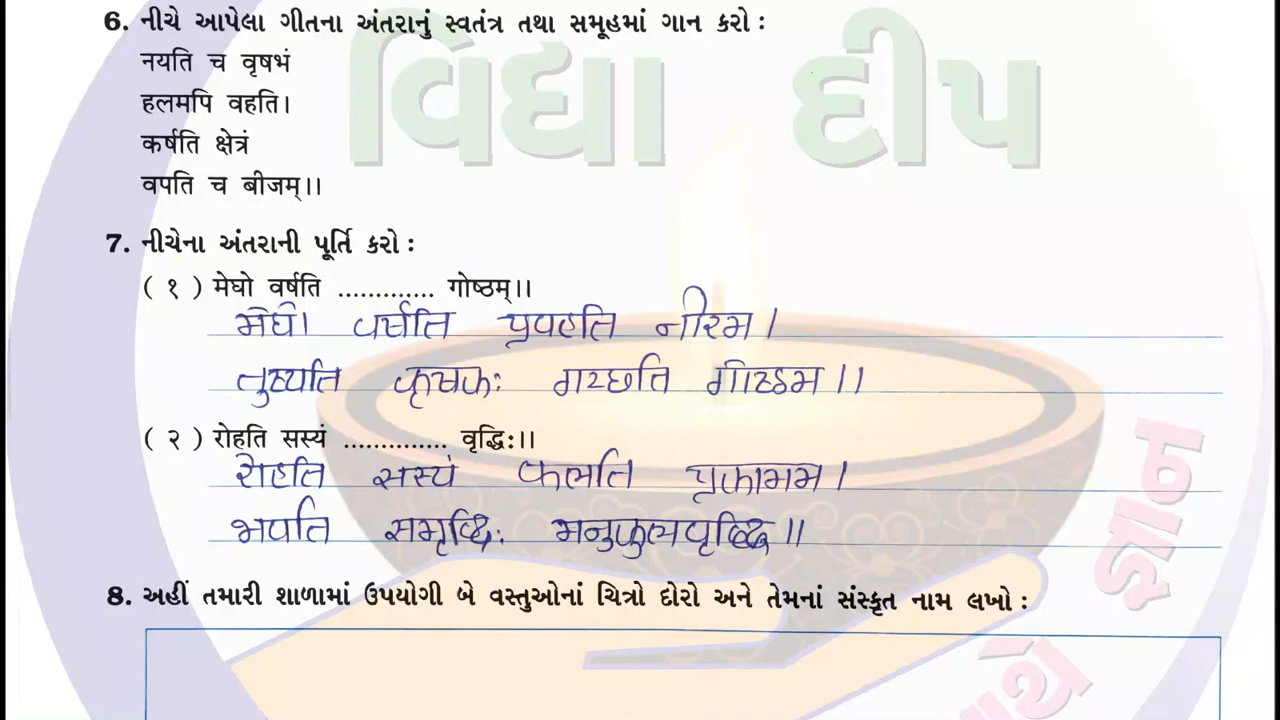 વિદ્યા દીપ
6. નીચે આપેલા ગીતના અંતરાનું સ્વતંત્ર તથા સમૂહમાં ગાન કરો :
नयति च वृषभं
हलमपि वहति।
कर्षति क्षेत्रं
वपति च बीजम्।।
7. નીચેના અંતરાની પૂર્તિ કરો :
( १ ) मेघो वर्षति ............. गोष्ठम्।।
मेघो वर्षति प्रवहति नीरम ।
तुष्यति कृषकः गच्छति गोष्ठम ।।
( २ ) रोहति सस्यं .............. वृद्धिः।।
रोहति सस्यं फलति प्रकामम ।
भवति समृद्धिः मनुकुलवृद्धि ॥
8. અહીં તમારી શાળામાં ઉપયોગી બે વસ્તુઓનાં ચિત્રો દોરો અને તેમનાં સંસ્કૃત નામ લખો :
જ્ઞાન